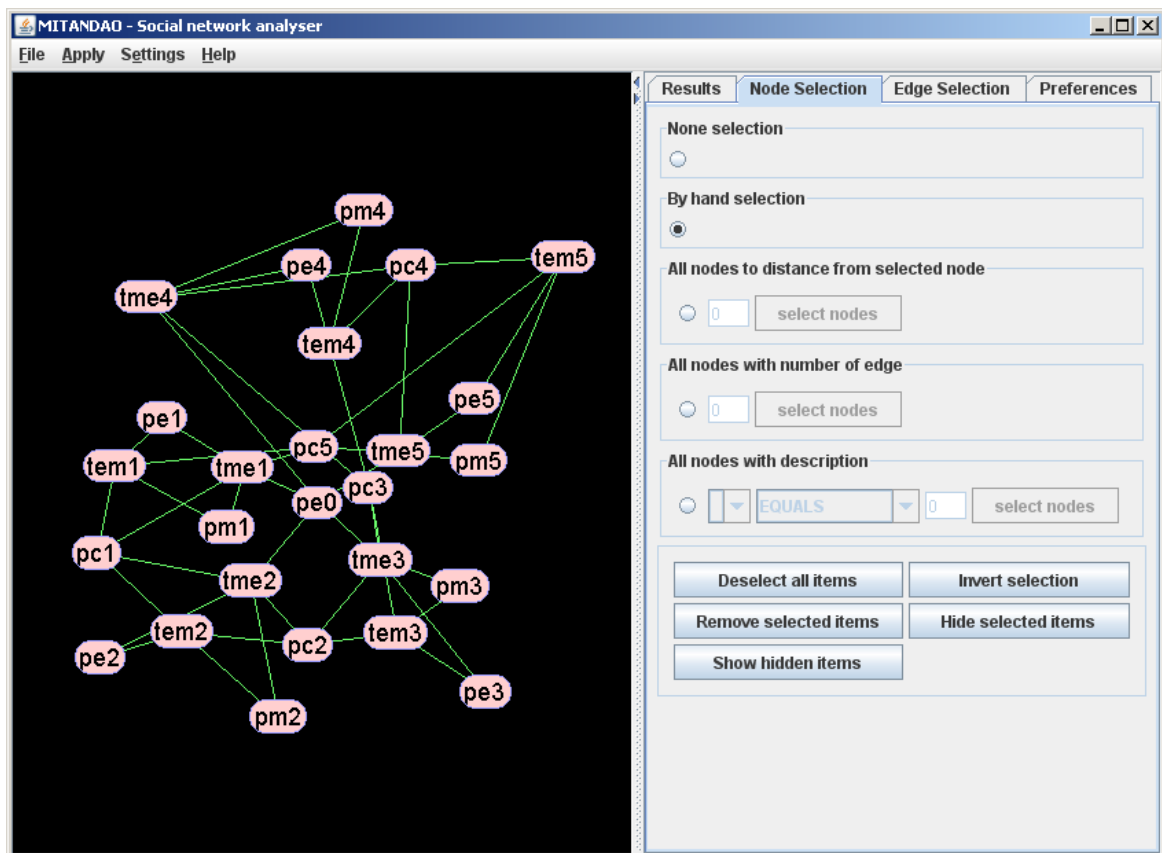 MITANDAO - Social network analyser
File Apply Settings Help
Results Node Selection Edge Selection Preferences
None selection
By hand selection
All nodes to distance from selected node
0 select nodes
All nodes with number of edge
0 select nodes
All nodes with description
EQUALS 0 select nodes
Deselect all items Invert selection
Remove selected items Hide selected items
Show hidden items
pm4
tem5
pe4 pc4
tme4
tem4
pe5
pe1
pc5 tme5
tem1 tme1 pm5
pc3
pe0
pm1
pc1 tme3
tme2 pm3
tem2 tem3
pc2
pe2
pe3
pm2